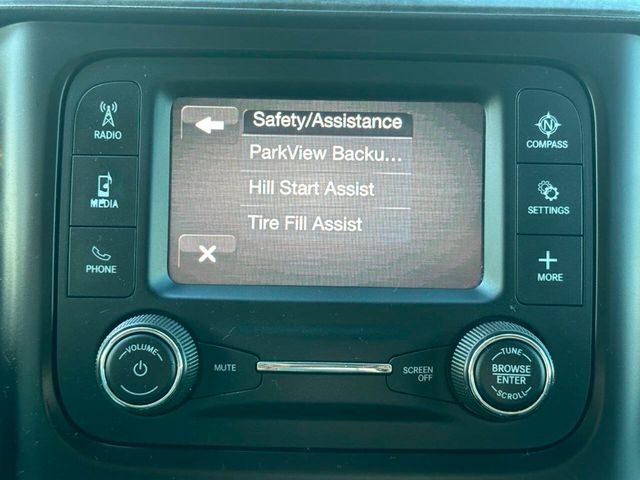 RADIO
MEDIA
PHONE
Safety/Assistance
ParkView Backu...
Hill Start Assist
Tire Fill Assist
N
COMPASS
SETTINGS
MORE
VOLUME
MUTE
SCREEN
OFF
TUNE
BROWSE
ENTER
SCROLL